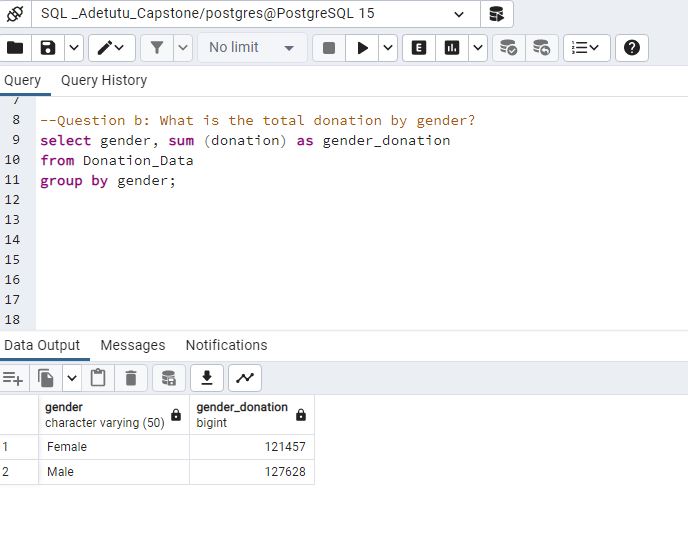 SQL _Adetutu_Capstone/postgres@PostgreSQL 15
No limit
E
Query
Query History
7
8 --Question b: What is the total donation by gender?
9 select gender, sum (donation) as gender_donation
10 from Donation_Data
11 group by gender;
12
13
14
15
16
17
18
Data Output
Messages
Notifications
gender gender_donation
character varying (50) bigint
1 Female 121457
2 Male 127628